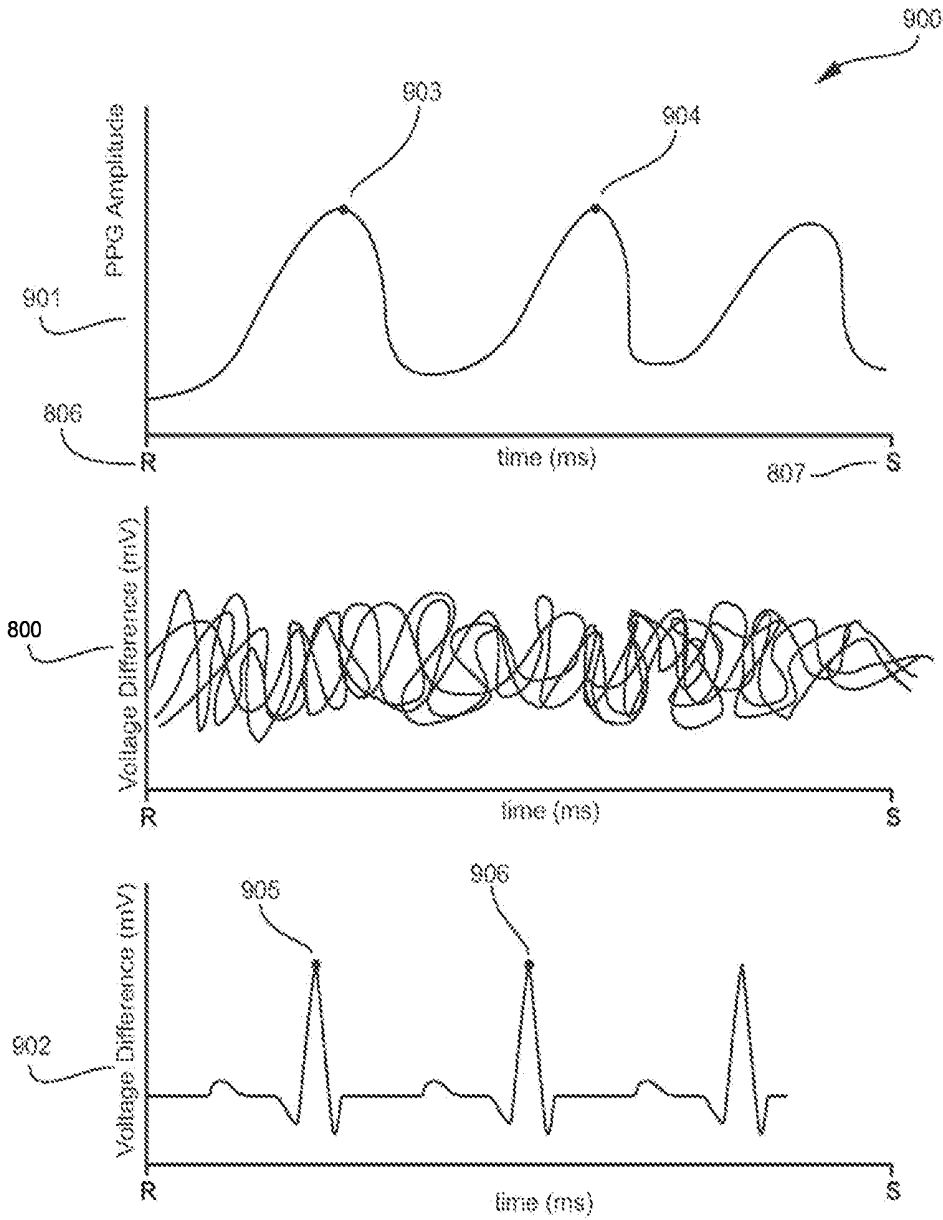 900
903
904
PPG Amplitude
901
806
R
time (ms)
S
807
Voltage Difference (mV)
800
R
time (ms)
S
905
906
Voltage Difference (mV)
902
R
time (ms)
S